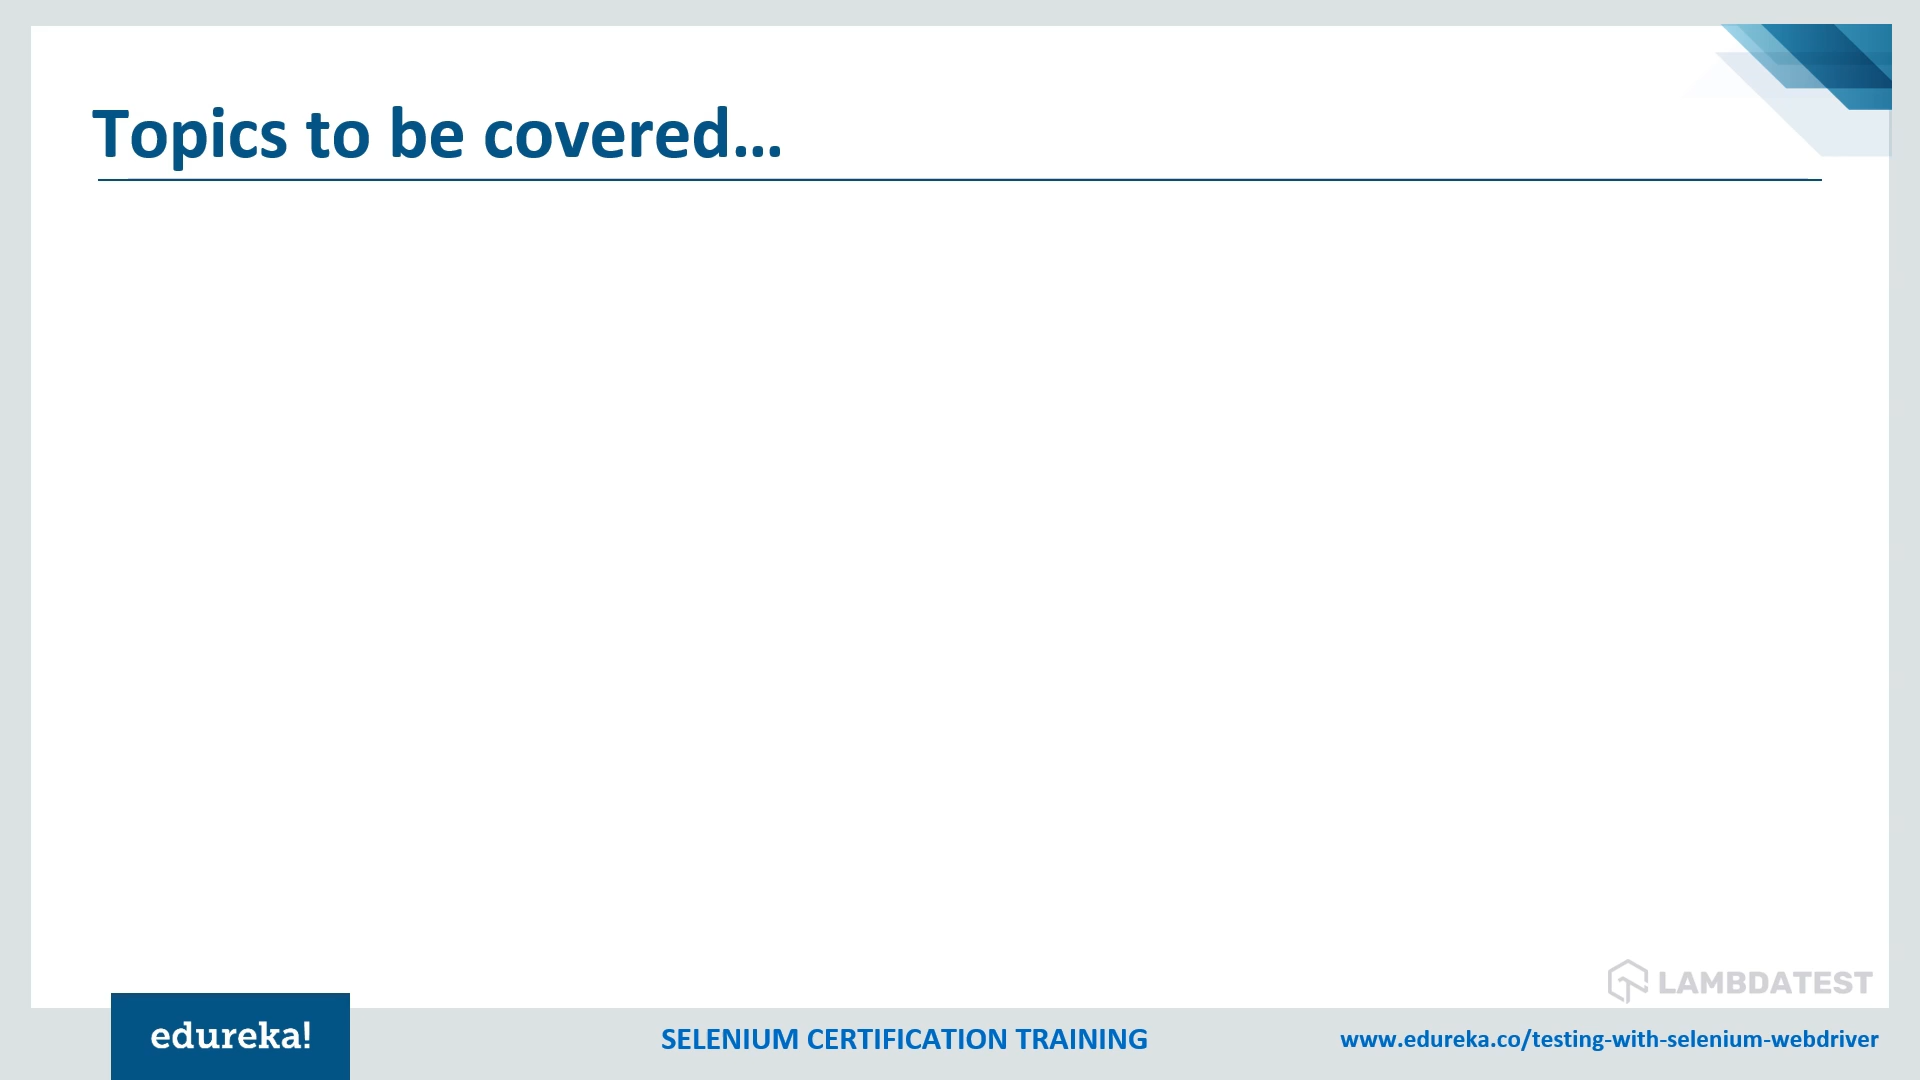 Topics to be covered...
LAMBDATEST
edureka!
SELENIUM CERTIFICATION TRAINING
www.edureka.co/testing-with-selenium-webdriver